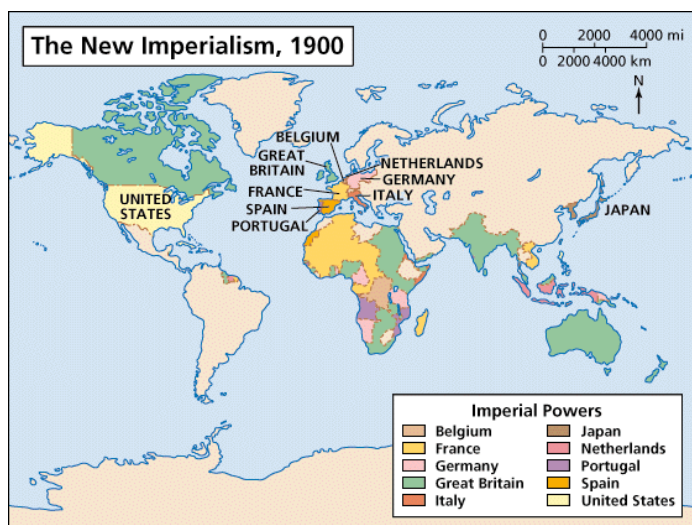 The New Imperialism, 1900
0 2000 4000 mi
0 2000 4000 km
N
BELGIUM
GREAT
BRITAIN
NETHERLANDS
GERMANY
FRANCE
ITALY
UNITED
STATES
SPAIN
JAPAN
PORTUGAL
Imperial Powers
Belgium
France
Germany
Great Britain
Italy
Japan
Netherlands
Portugal
Spain
United States